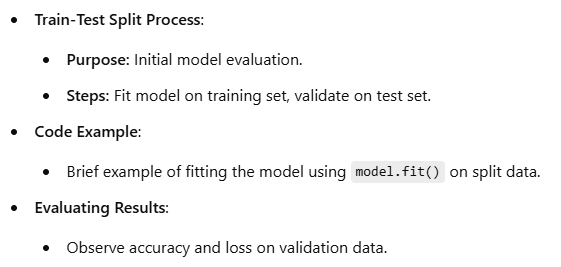 Train-Test Split Process:
Purpose: Initial model evaluation.
Steps: Fit model on training set, validate on test set.
Code Example:
Brief example of fitting the model using model.fit() on split data.
Evaluating Results:
Observe accuracy and loss on validation data.